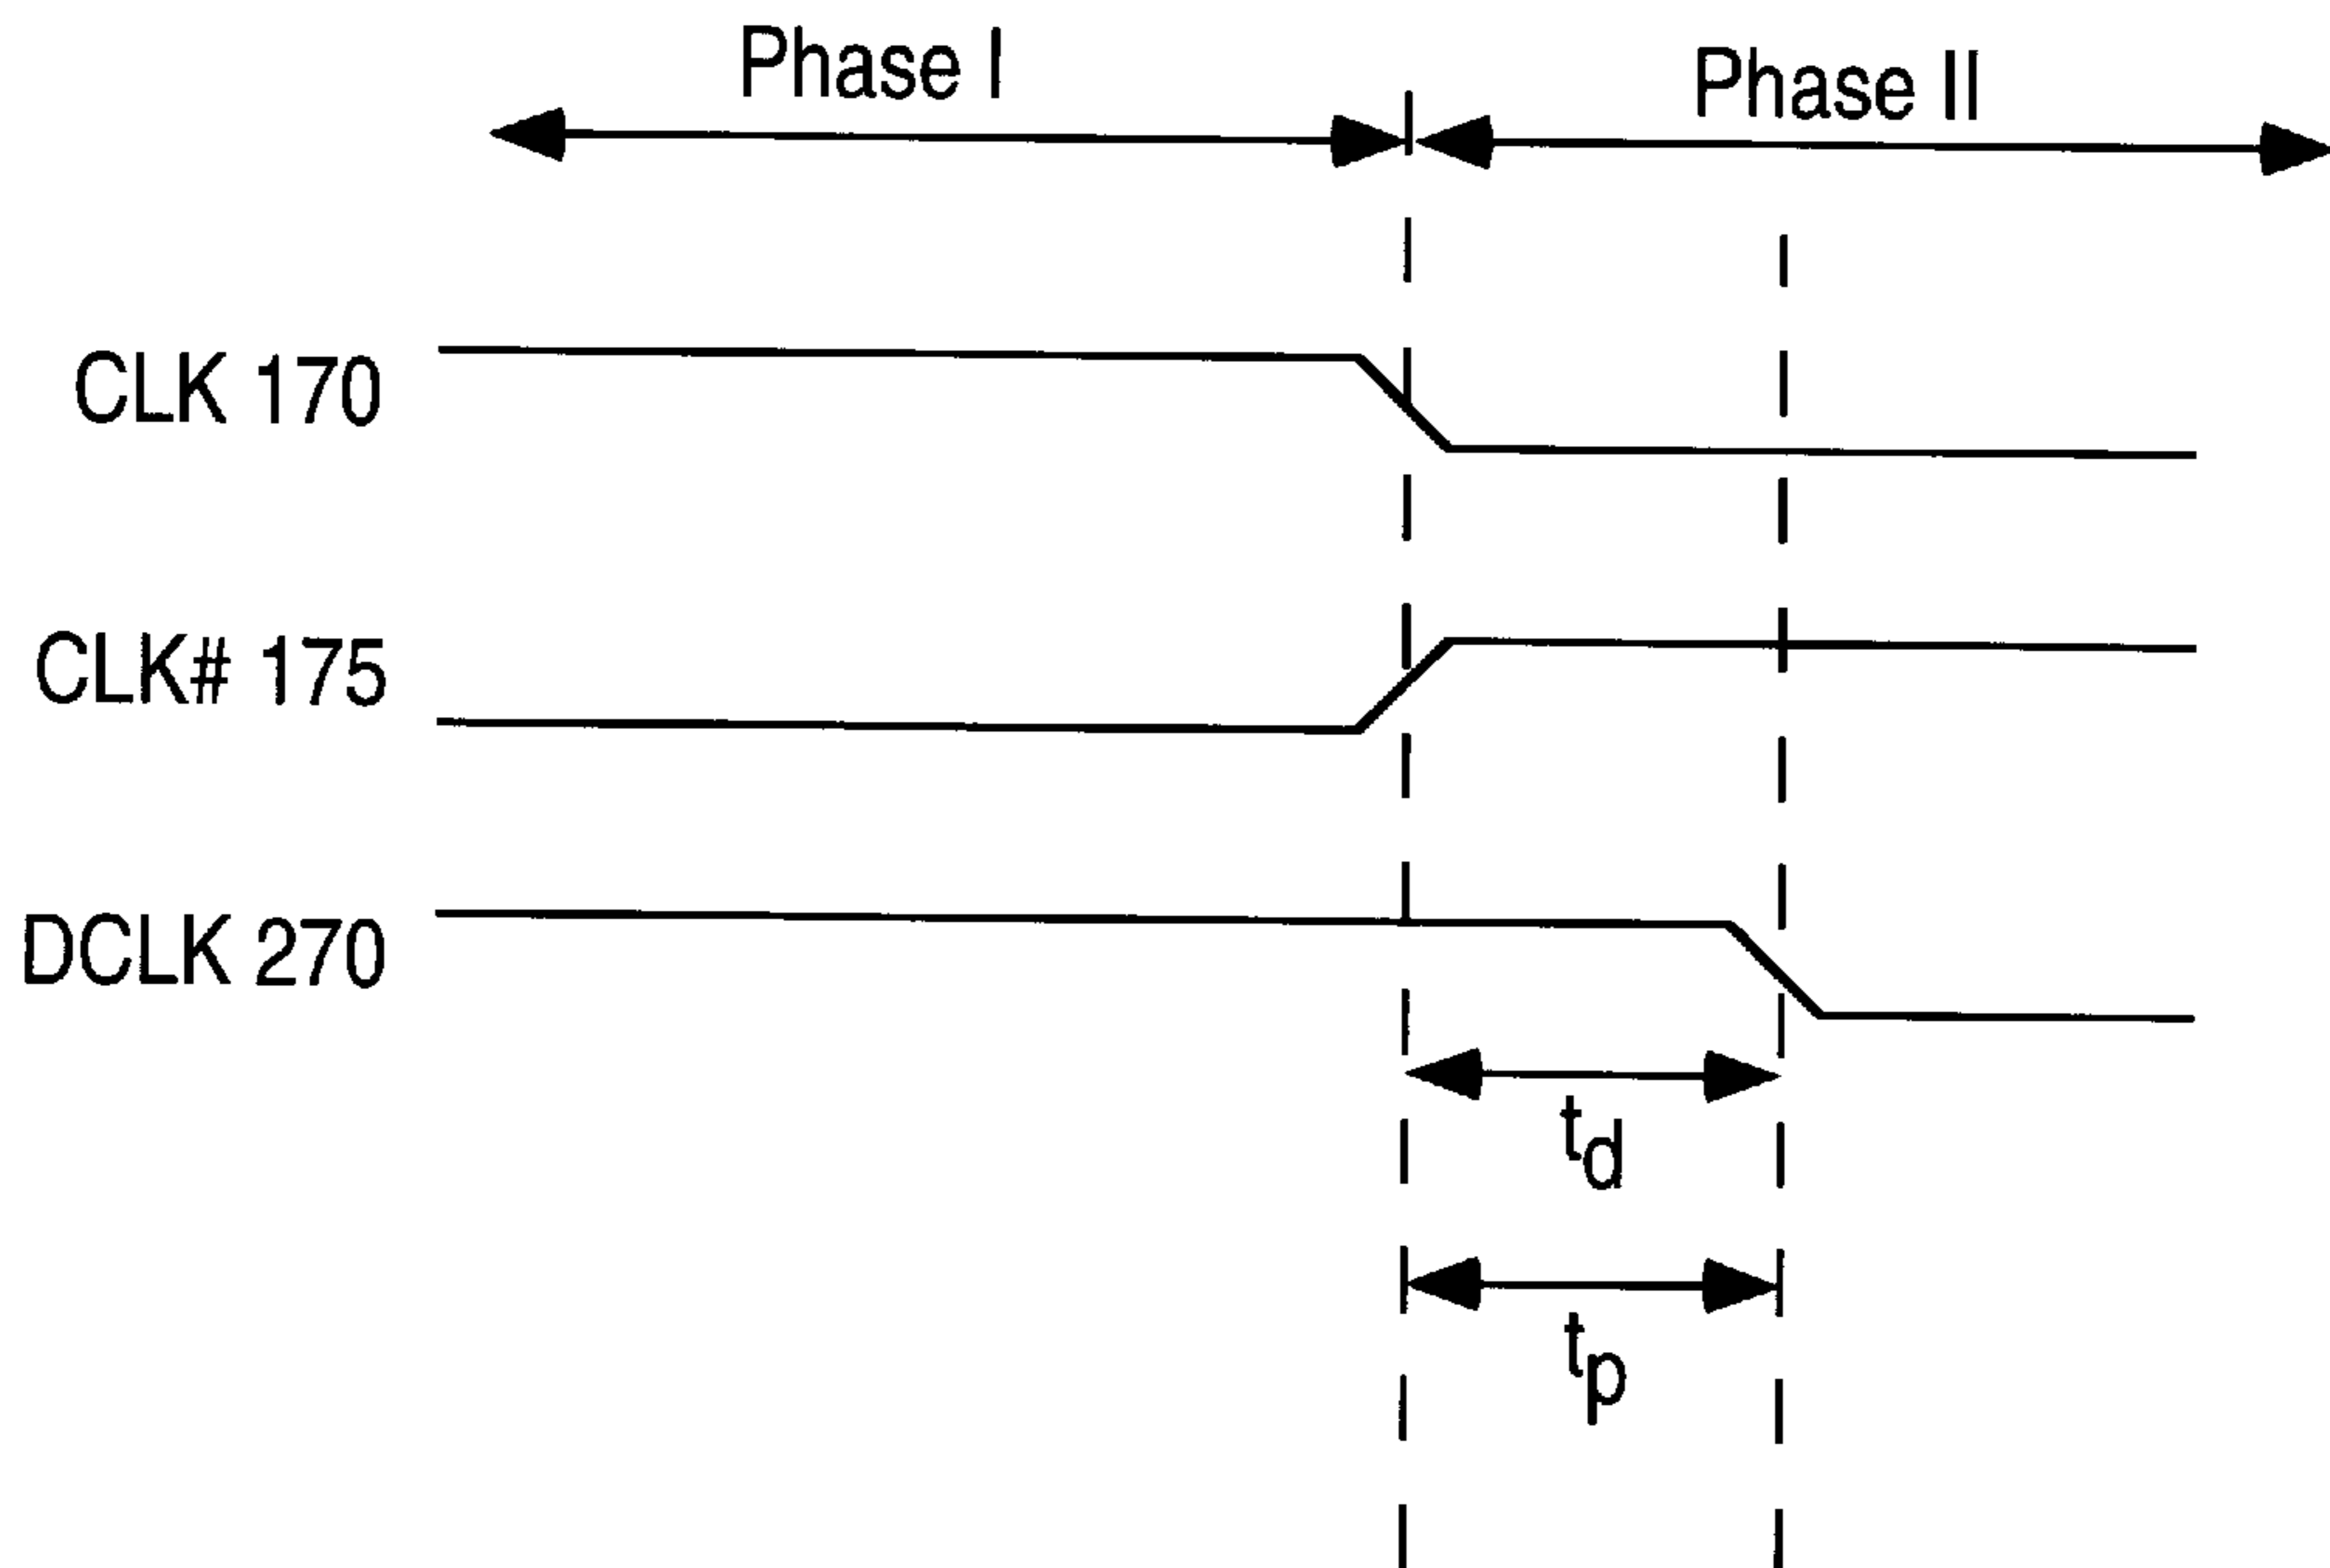 Phase I
Phase II
CLK 170
CLK# 175
DCLK 270
td
tp